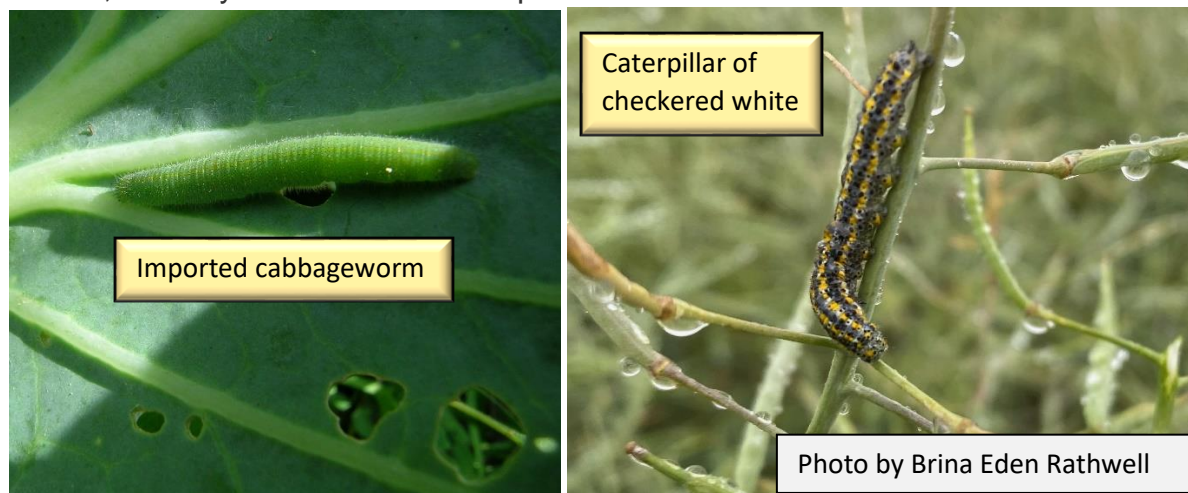 Imported cabbageworm
Caterpillar of
checkered white
Photo by Brina Eden Rathwell